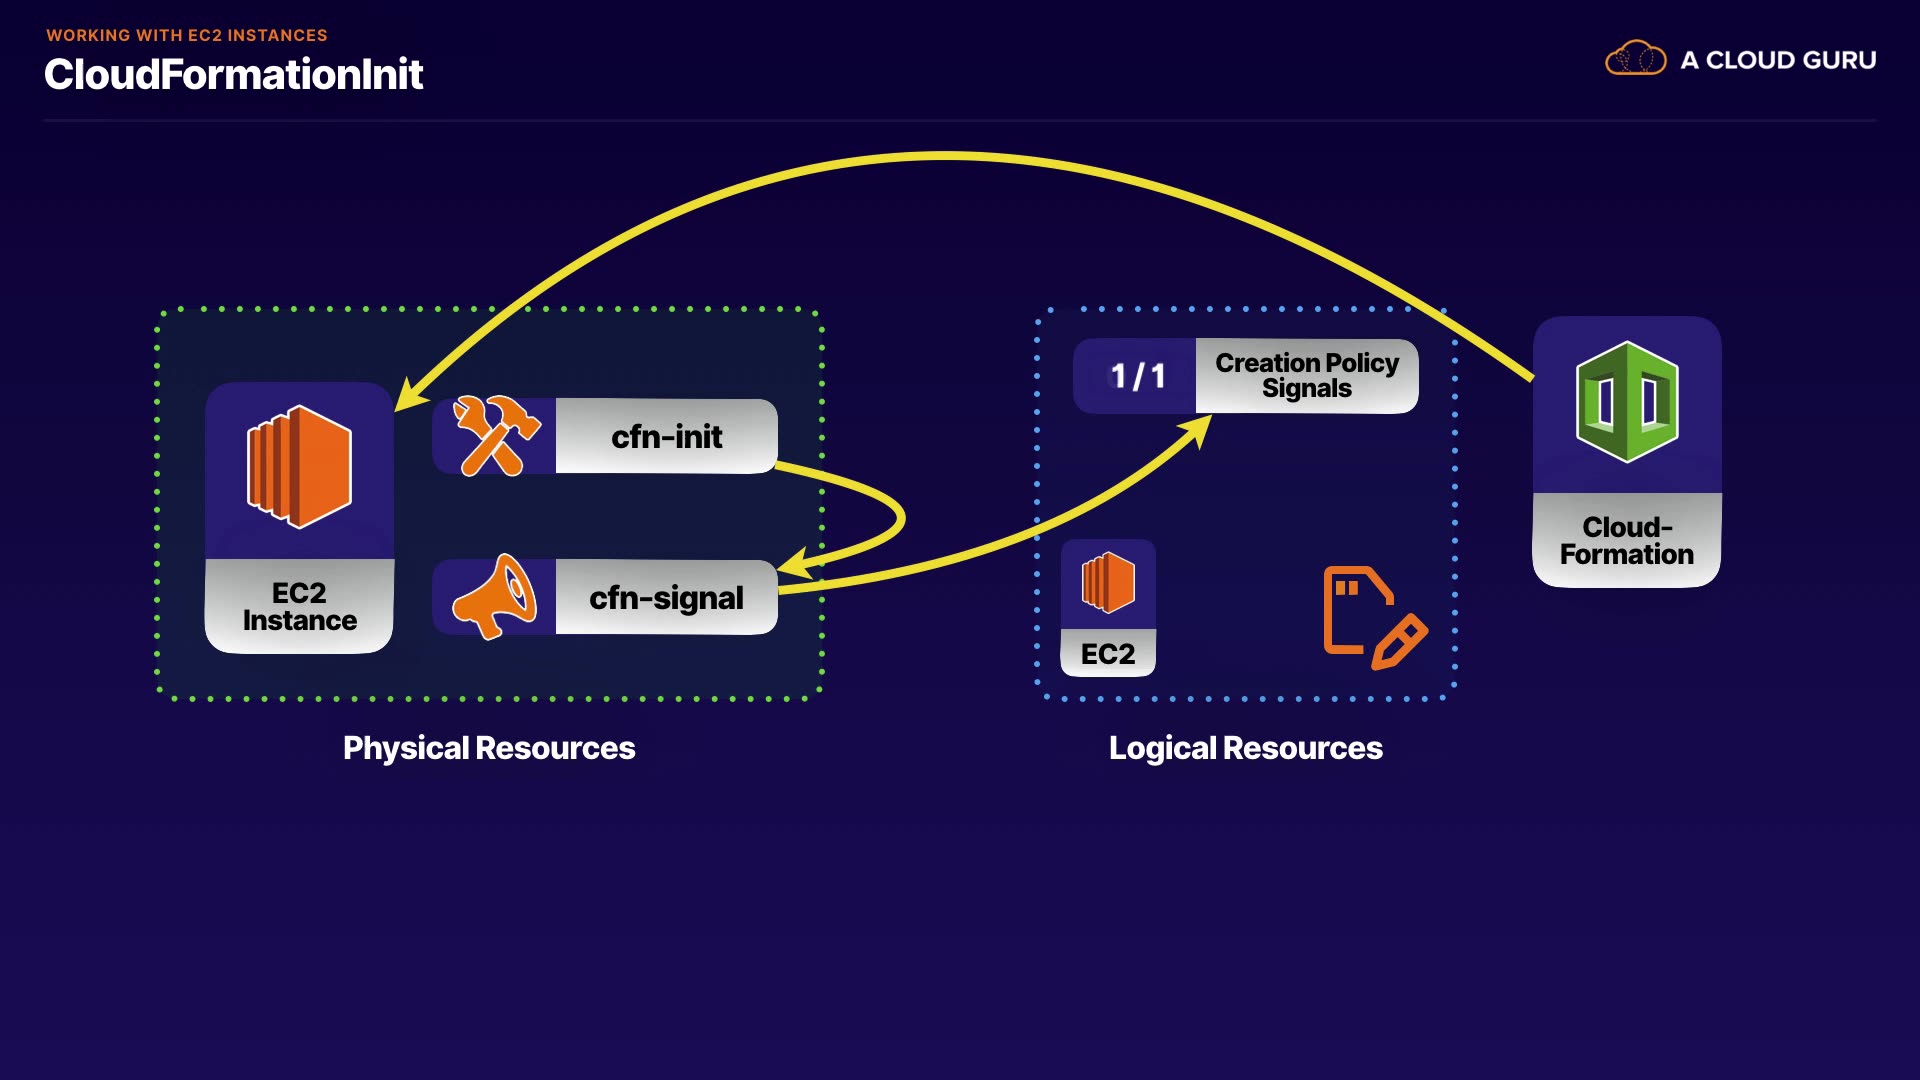 WORKING WITH EC2 INSTANCES
CloudFormationInit
A CLOUD GURU
EC2
Instance
cfn-init
cfn-signal
Physical Resources
1 / 1
Creation Policy
Signals
EC2
Logical Resources
Cloud-
Formation